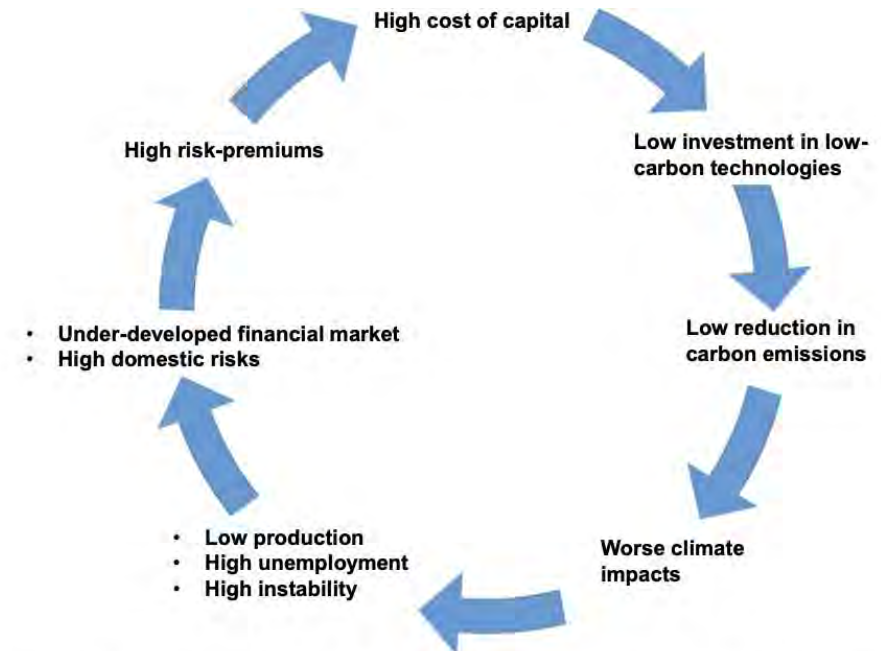 High cost of capital
Low investment in low-
carbon technologies
Low reduction in
carbon emissions
Worse climate
impacts
• Low production
• High unemployment
• High instability
• Under-developed financial market
• High domestic risks
High risk-premiums